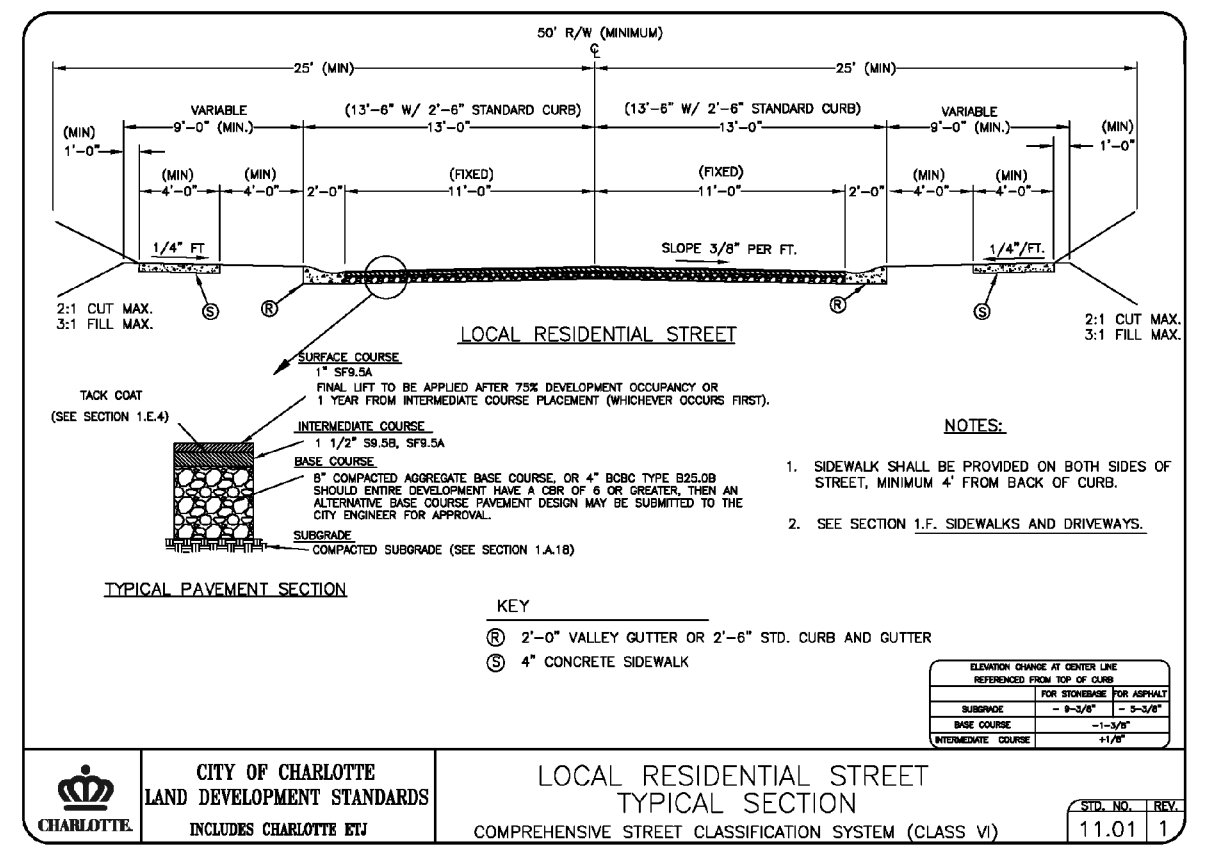 50' R/W (MINIMUM)
℄
25' (MIN) 25' (MIN)
VARIABLE (13'-6" W/ 2'-6" STANDARD CURB) (13'-6" W/ 2'-6" STANDARD CURB) VARIABLE
(MIN) 9'-0" (MIN.) 13'-0" 13'-0" 9'-0" (MIN.) (MIN)
1'-0" 1'-0"
(MIN) (MIN) (FIXED) (FIXED) (MIN) (MIN)
4'-0" 4'-0" 2'-0" 11'-0" 11'-0" 2'-0" 4'-0" 4'-0"
1/4" FT SLOPE 3/8" PER FT. 1/4"/FT.
S R R S
2:1 CUT MAX.
3:1 FILL MAX.
2:1 CUT MAX.
3:1 FILL MAX.
LOCAL RESIDENTIAL STREET
SURFACE COURSE
1" SF9.5A
FINAL LIFT TO BE APPLIED AFTER 75% DEVELOPMENT OCCUPANCY OR
1 YEAR FROM INTERMEDIATE COURSE PLACEMENT (WHICHEVER OCCURS FIRST).
TACK COAT
(SEE SECTION 1.E.4)
INTERMEDIATE COURSE
1 1/2" S9.5B, SF9.5A
BASE COURSE
8" COMPACTED AGGREGATE BASE COURSE, OR 4" BCBC TYPE B25.0B
SHOULD ENTIRE DEVELOPMENT HAVE A CBR OF 6 OR GREATER, THEN AN
ALTERNATIVE BASE COURSE PAVEMENT DESIGN MAY BE SUBMITTED TO THE
CITY ENGINEER FOR APPROVAL.
SUBGRADE
COMPACTED SUBGRADE (SEE SECTION 1.A.18)
TYPICAL PAVEMENT SECTION
NOTES:
1. SIDEWALK SHALL BE PROVIDED ON BOTH SIDES OF
STREET, MINIMUM 4' FROM BACK OF CURB.
2. SEE SECTION 1.F. SIDEWALKS AND DRIVEWAYS.
KEY
R 2'-0" VALLEY GUTTER OR 2'-6" STD. CURB AND GUTTER
S 4" CONCRETE SIDEWALK
ELEVATION CHANGE AT CENTER LINE
REFERENCED FROM TOP OF CURB
FOR STONEBASE FOR ASPHALT
SUBGRADE - 9-3/8" - 5-3/8"
BASE COURSE -1-3/8"
INTERMEDIATE COURSE +1/8"
CHARLOTTE.
CITY OF CHARLOTTE
LAND DEVELOPMENT STANDARDS
INCLUDES CHARLOTTE ETJ
LOCAL RESIDENTIAL STREET
TYPICAL SECTION
COMPREHENSIVE STREET CLASSIFICATION SYSTEM (CLASS VI)
STD. NO. REV.
11.01 1